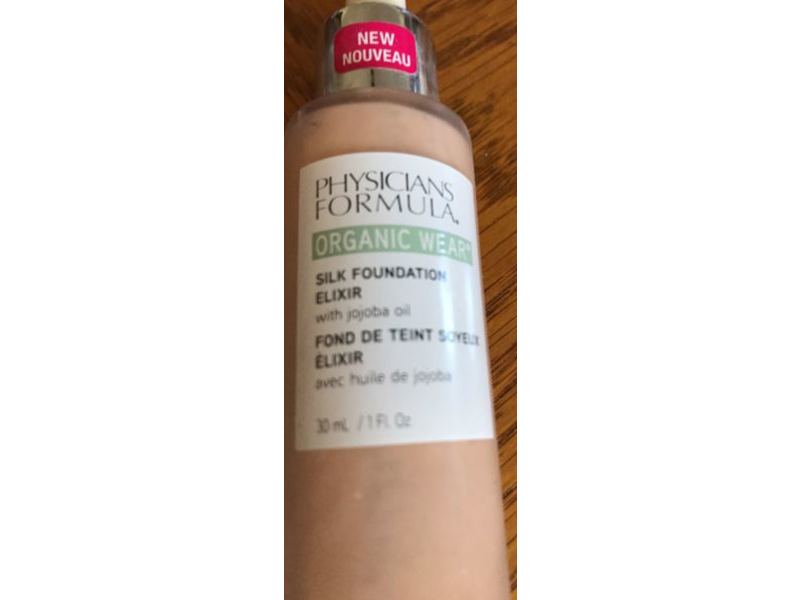 NEW
NOUVEAU
PHYSICIANS
FORMULA®
ORGANIC WEAR®
SILK FOUNDATION
ELIXIR
with jojoba oil
FOND DE TEINT SOYEUX
ÉLIXIR
avec huile de jojoba
30 mL / 1 Fl. Oz